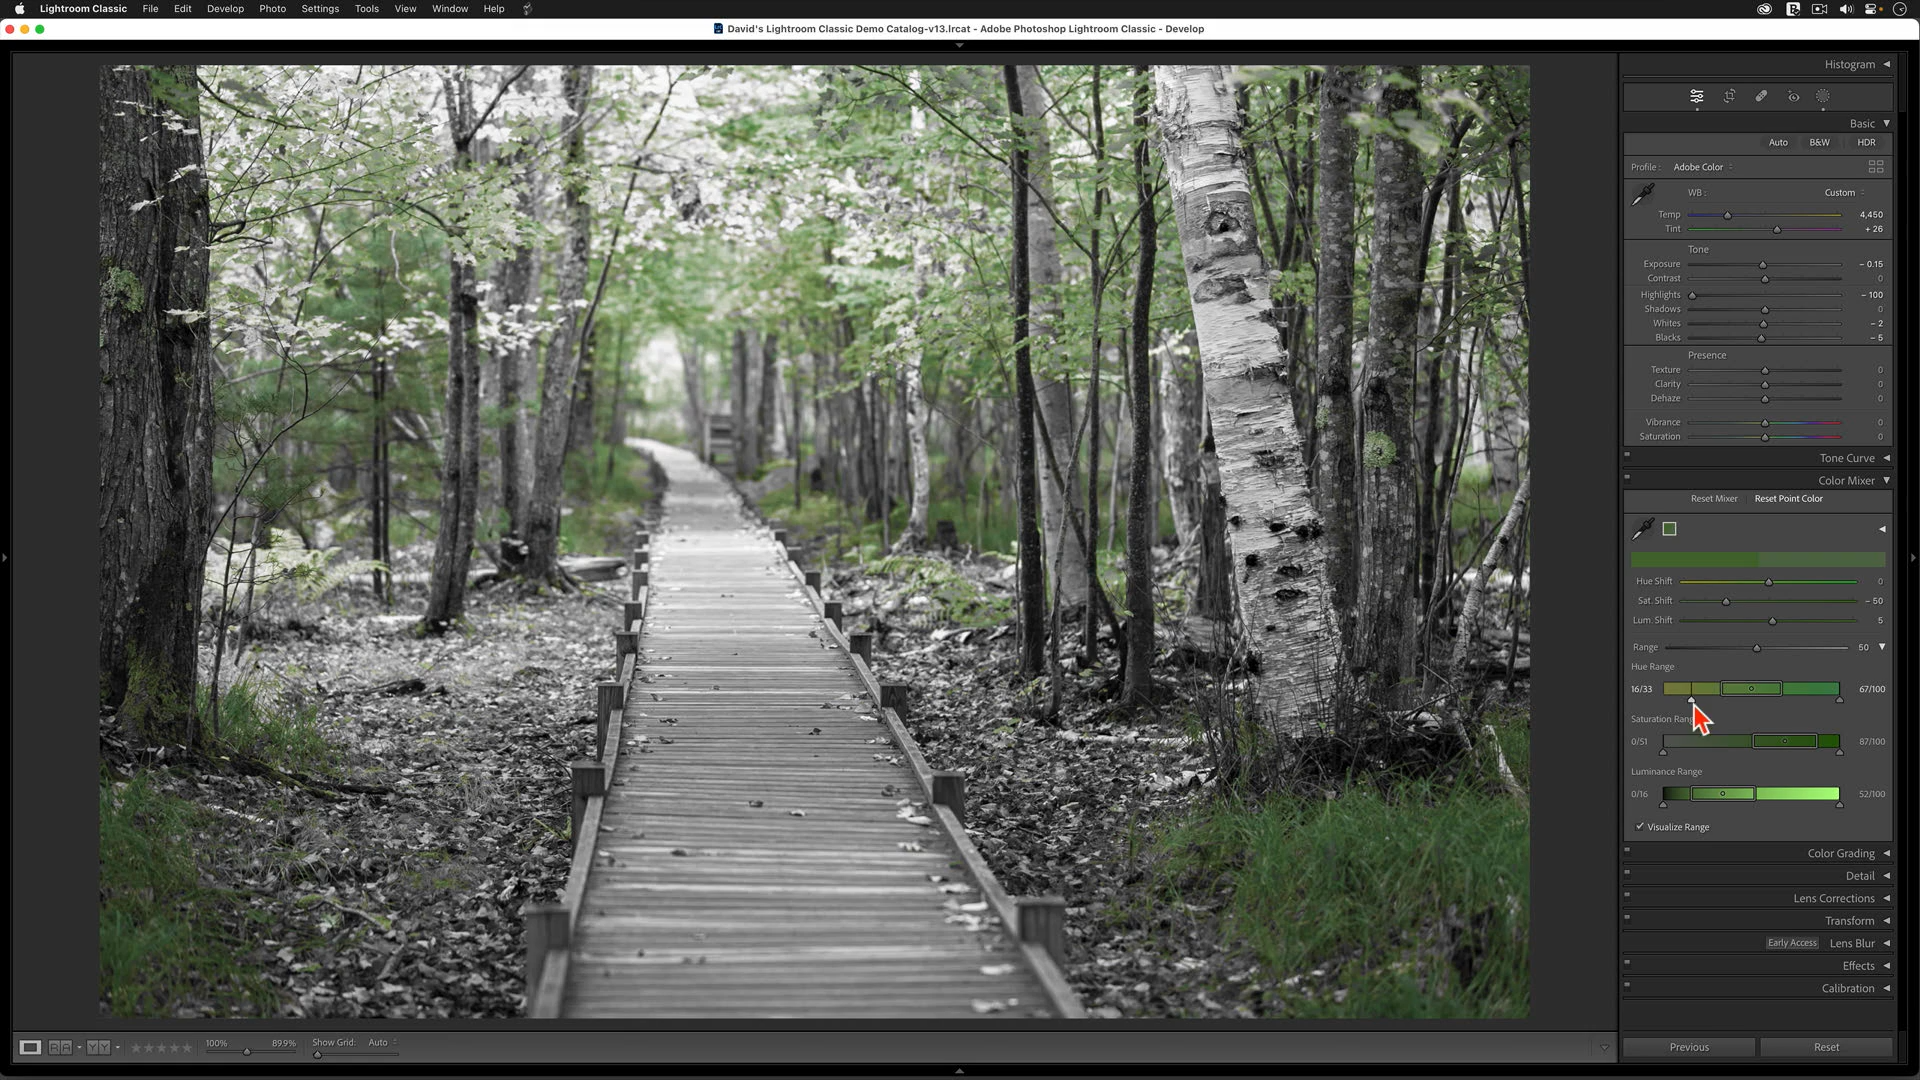 Lightroom Classic File Edit Develop Photo Settings Tools View Window Help
David's Lightroom Classic Demo Catalog-v13.lrcat - Adobe Photoshop Lightroom Classic - Develop
Histogram
Basic
Auto B&W HDR
Profile : Adobe Color
WB : Custom
Temp 4,450
Tint + 26
Tone
Exposure − 0.15
Contrast 0
Highlights − 100
Shadows 0
Whites − 2
Blacks − 5
Presence
Texture 0
Clarity 0
Dehaze 0
Vibrance 0
Saturation 0
Tone Curve
Color Mixer
Reset Mixer Reset Point Color
Hue Shift 0
Sat. Shift − 50
Lum. Shift 5
Range 50
Hue Range
16/33 67/100
Saturation
0/51 87/100
Luminance Range
0/16 52/100
Visualize Range
Color Grading
Detail
Lens Corrections
Transform
Early Access Lens Blur
Effects
Calibration
100% 89.9% Show Grid: Auto
Previous Reset